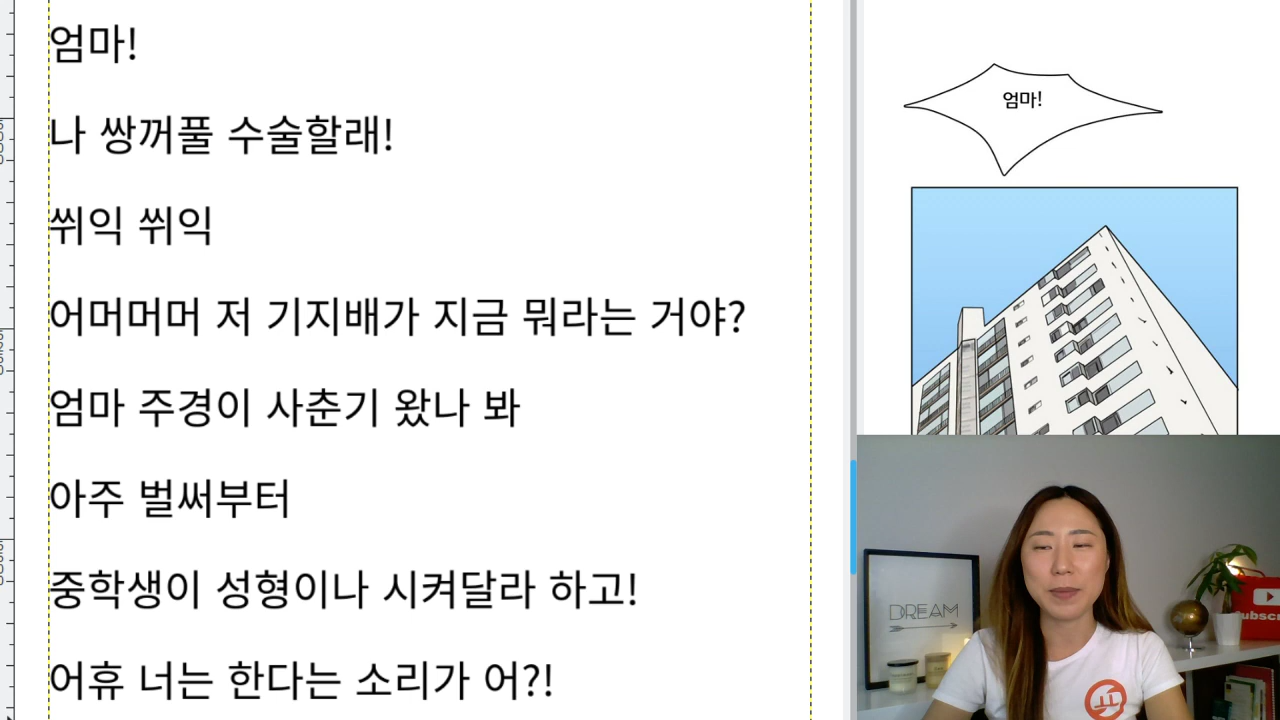 엄마!
나 쌍꺼풀 수술할래!
쒸익 쒸익
어머머머 저 기지배가 지금 뭐라는 거야?
엄마 주경이 사춘기 왔나 봐
아주 벌써부터
중학생이 성형이나 시켜달라 하고!
어휴 너는 한다는 소리가 어?!
엄마!
DREAM